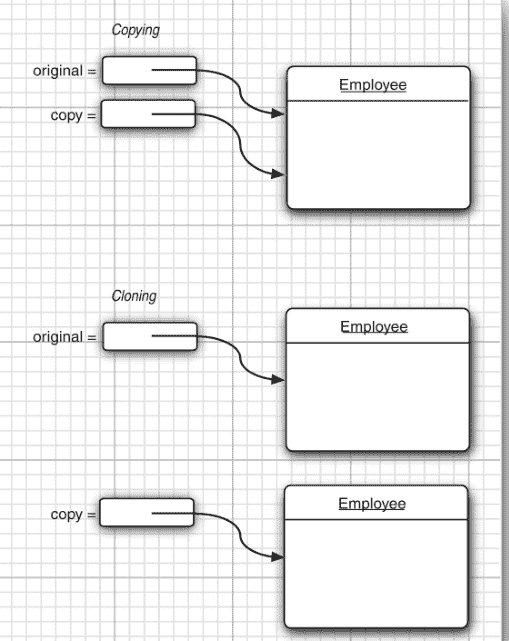 Copying
original =
Employee
copy =
Cloning
original =
Employee
copy =
Employee